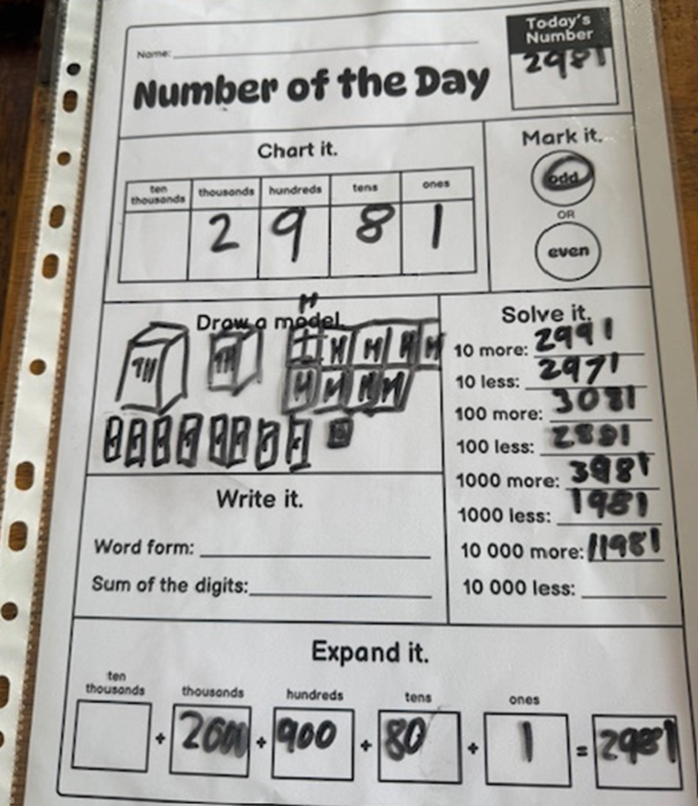 Today's
Number
2981
Name:
Number of the Day
Chart it.
ten thousands thousands hundreds tens ones
2 9 8 1
Mark it.
odd
OR
even
Draw a model.
H
TH TH H H H H
H H H H
Solve it.
10 more: 2991
10 less: 2971
100 more: 3081
100 less: 2881
1000 more: 3981
1000 less: 1981
10 000 more: 11981
10 000 less:
Write it.
Word form:
Sum of the digits:
Expand it.
ten thousands thousands hundreds tens ones
+ 2000 + 900 + 80 + 1 = 2981